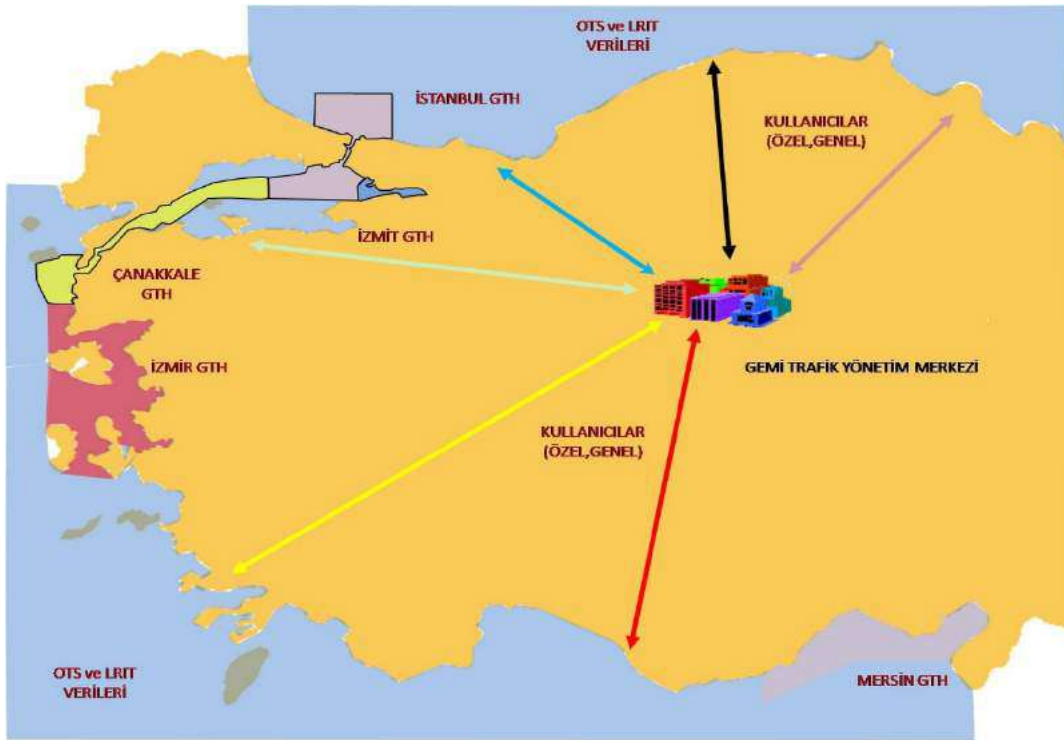 OTS ve LRIT
VERİLERİ
İSTANBUL GTH
KULLANICILAR
(ÖZEL,GENEL)
İZMİT GTH
ÇANAKKALE
GTH
İZMİR GTH
GEMİ TRAFİK YÖNETİM MERKEZİ
KULLANICILAR
(ÖZEL,GENEL)
OTS ve LRIT
VERİLERİ
MERSİN GTH